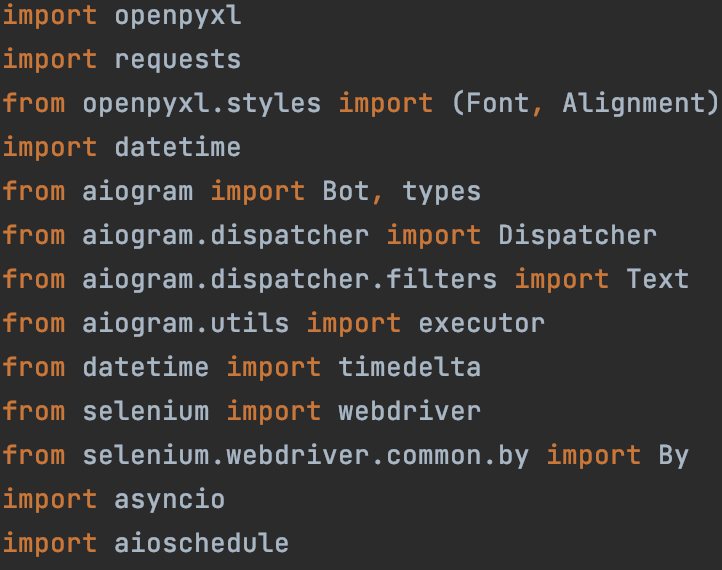 import openpyxl
import requests
from openpyxl.styles import (Font, Alignment)
import datetime
from aiogram import Bot, types
from aiogram.dispatcher import Dispatcher
from aiogram.dispatcher.filters import Text
from aiogram.utils import executor
from datetime import timedelta
from selenium import webdriver
from selenium.webdriver.common.by import By
import asyncio
import aioschedule